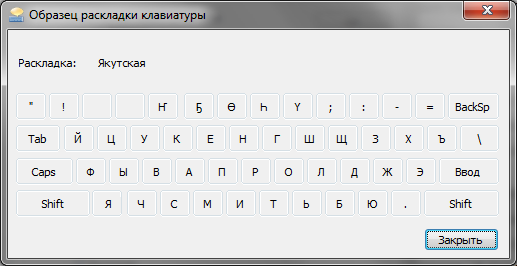 Образец раскладки клавиатуры
Раскладка: Якутская
" ! Ҥ Ҕ Ө Һ Ү ; : - = BackSp
Tab Й Ц У К Е Н Г Ш Щ З Х Ъ \
Caps Ф Ы В А П Р О Л Д Ж Э Ввод
Shift Я Ч С М И Т Ь Б Ю . Shift
Закрыть